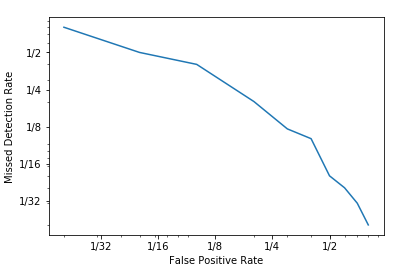 1/2
1/4
1/8
1/16
1/32
Missed Detection Rate
1/32 1/16 1/8 1/4 1/2
False Positive Rate